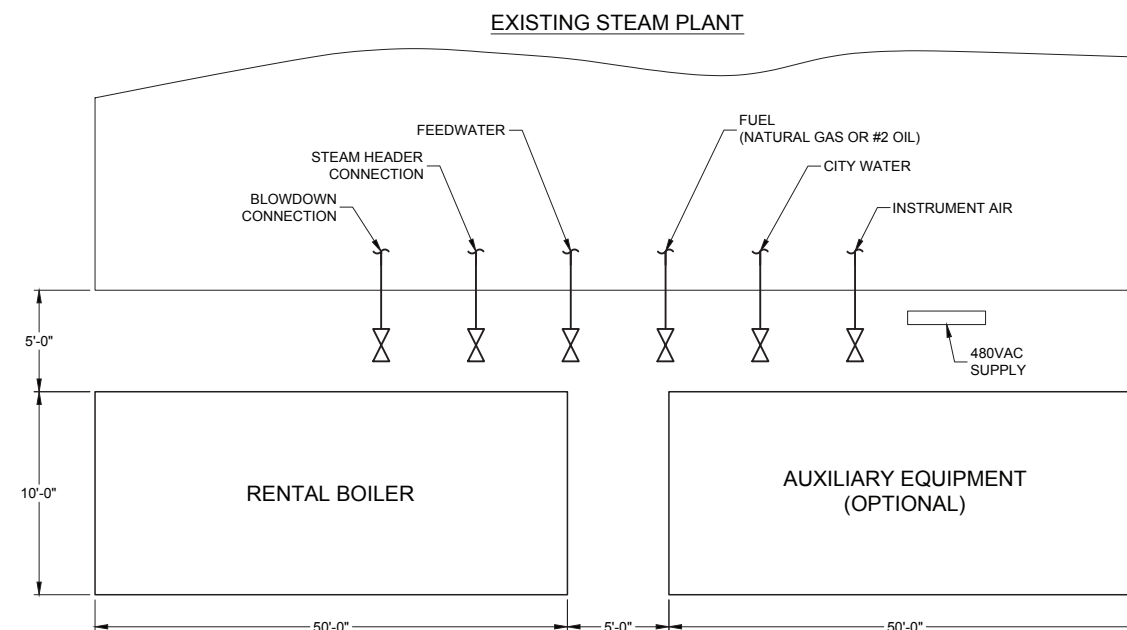 EXISTING STEAM PLANT
FUEL
(NATURAL GAS OR #2 OIL)
FEEDWATER
STEAM HEADER
CONNECTION
CITY WATER
BLOWDOWN
CONNECTION
INSTRUMENT AIR
5'-0"
480VAC
SUPPLY
10'-0"
RENTAL BOILER
AUXILIARY EQUIPMENT
(OPTIONAL)
50'-0"
5'-0"
50'-0"